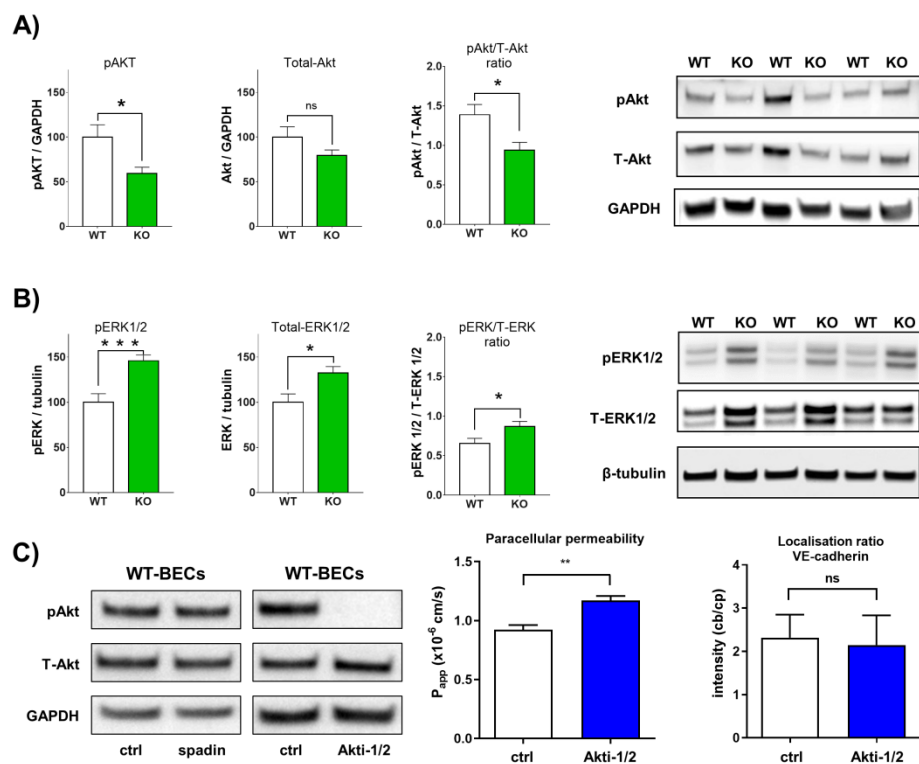 A)
pAKT
*
pAKT / GAPDH
150
100
50
0
WT KO
Total-Akt
ns
Akt / GAPDH
150
100
50
0
WT KO
pAkt/T-Akt
ratio
*
pAkt / T-Akt
2.0
1.5
1.0
0.5
0.0
WT KO
WT KO WT KO WT KO
pAkt
T-Akt
GAPDH
B)
pERK1/2
* * *
pERK / tubulin
150
100
50
0
WT KO
Total-ERK1/2
*
ERK / tubulin
150
100
50
0
WT KO
pERK/T-ERK
ratio
*
pERK 1/2 / T-ERK 1/2
2.0
1.5
1.0
0.5
0.0
WT KO
WT KO WT KO WT KO
pERK1/2
T-ERK1/2
β-tubulin
C)
WT-BECs WT-BECs
pAkt
T-Akt
GAPDH
ctrl spadin ctrl Akti-1/2
Paracellular permeability
**
Papp (x10⁻⁶ cm/s)
1.5
1.0
0.5
0.0
ctrl Akti-1/2
Localisation ratio
VE-cadherin
ns
intensity (cb/cp)
4
3
2
1
0
ctrl Akti-1/2